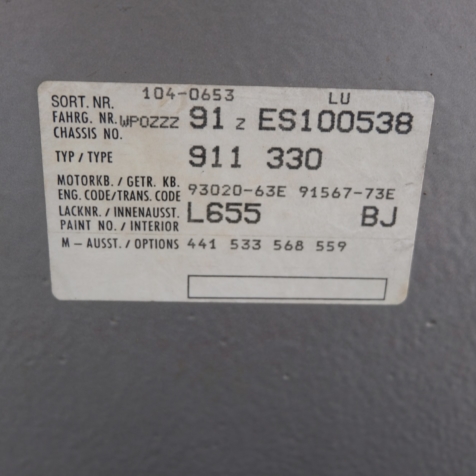 SORT. NR. 104-0653 LU
FAHRG. NR. WPOZZZ 91 Z ES100538
CHASSIS NO.
TYP / TYPE 911 330
MOTORKB. / GETR. KB.
ENG. CODE/TRANS. CODE 93020-63E 91567-73E
LACKNR. / INNENAUSST. L655 BJ
PAINT NO. / INTERIOR
M – AUSST. / OPTIONS 441 533 568 559